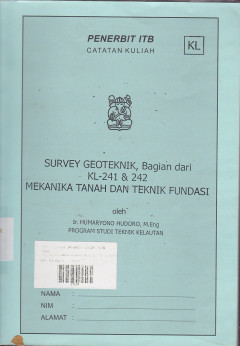 PENERBIT ITB
CATATAN KULIAH
KL
SURVEY GEOTEKNIK, Bagian dari
KL-241 & 242
MEKANIKA TANAH DAN TEKNIK FUNDASI
oleh
Ir. HUMARYONO HUDORO, M.Eng
PROGRAM STUDI TEKNIK KELAUTAN
NAMA :
NIM :
ALAMAT :